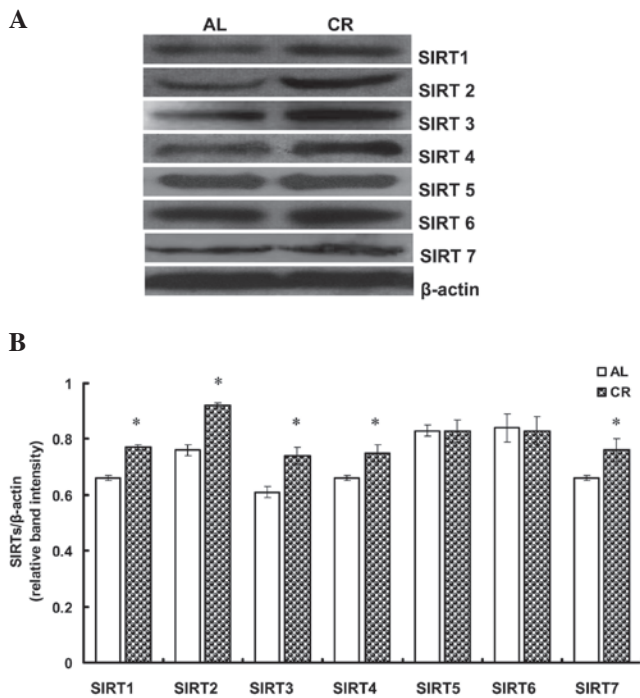 A
AL CR
SIRT1
SIRT 2
SIRT 3
SIRT 4
SIRT 5
SIRT 6
SIRT 7
β-actin
B
SIRTs/β-actin
(relative band intensity)
1
0.8
0.6
0.4
0.2
0
* * * * *
AL
CR
SIRT1 SIRT2 SIRT3 SIRT4 SIRT5 SIRT6 SIRT7